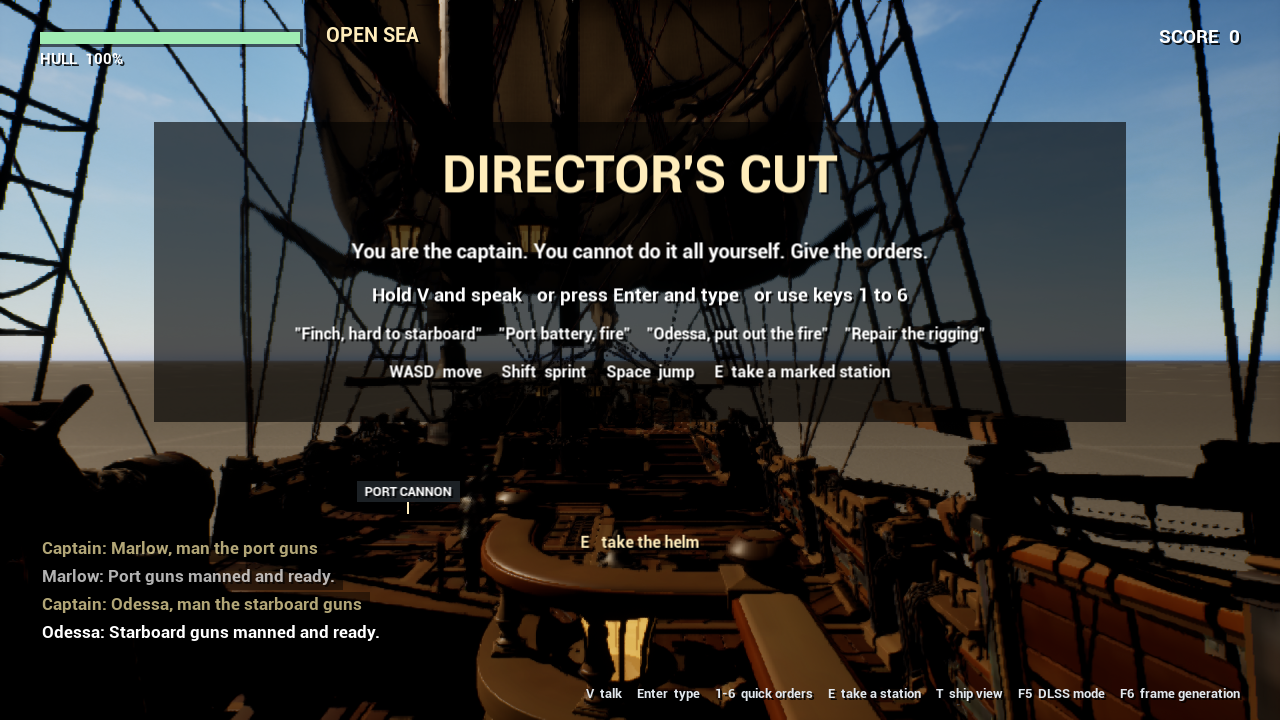 OPEN SEA
SCORE 0
HULL 100%
DIRECTOR'S CUT
You are the captain. You cannot do it all yourself. Give the orders.
Hold V and speak or press Enter and type or use keys 1 to 6
"Finch, hard to starboard" "Port battery, fire" "Odessa, put out the fire" "Repair the rigging"
WASD move Shift sprint Space jump E take a marked station
PORT CANNON
E take the helm
Captain: Marlow, man the port guns
Marlow: Port guns manned and ready.
Captain: Odessa, man the starboard guns
Odessa: Starboard guns manned and ready.
V talk Enter type 1-6 quick orders E take a station T ship view F5 DLSS mode F6 frame generation